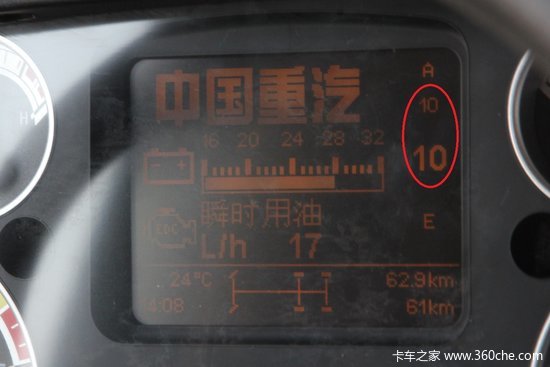 H
中国重汽
A
10
10
E
16 20 24 28 32
- +
EDC
瞬时用油
L/h 17
24°C
62.9km
14:08
61km
卡车之家 www.360che.com